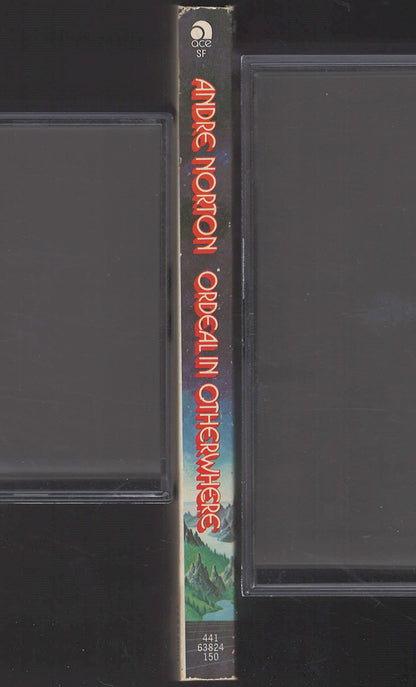 ace
SF
ANDRE NORTON ORDEAL IN OTHERWHERE
441
63824
150